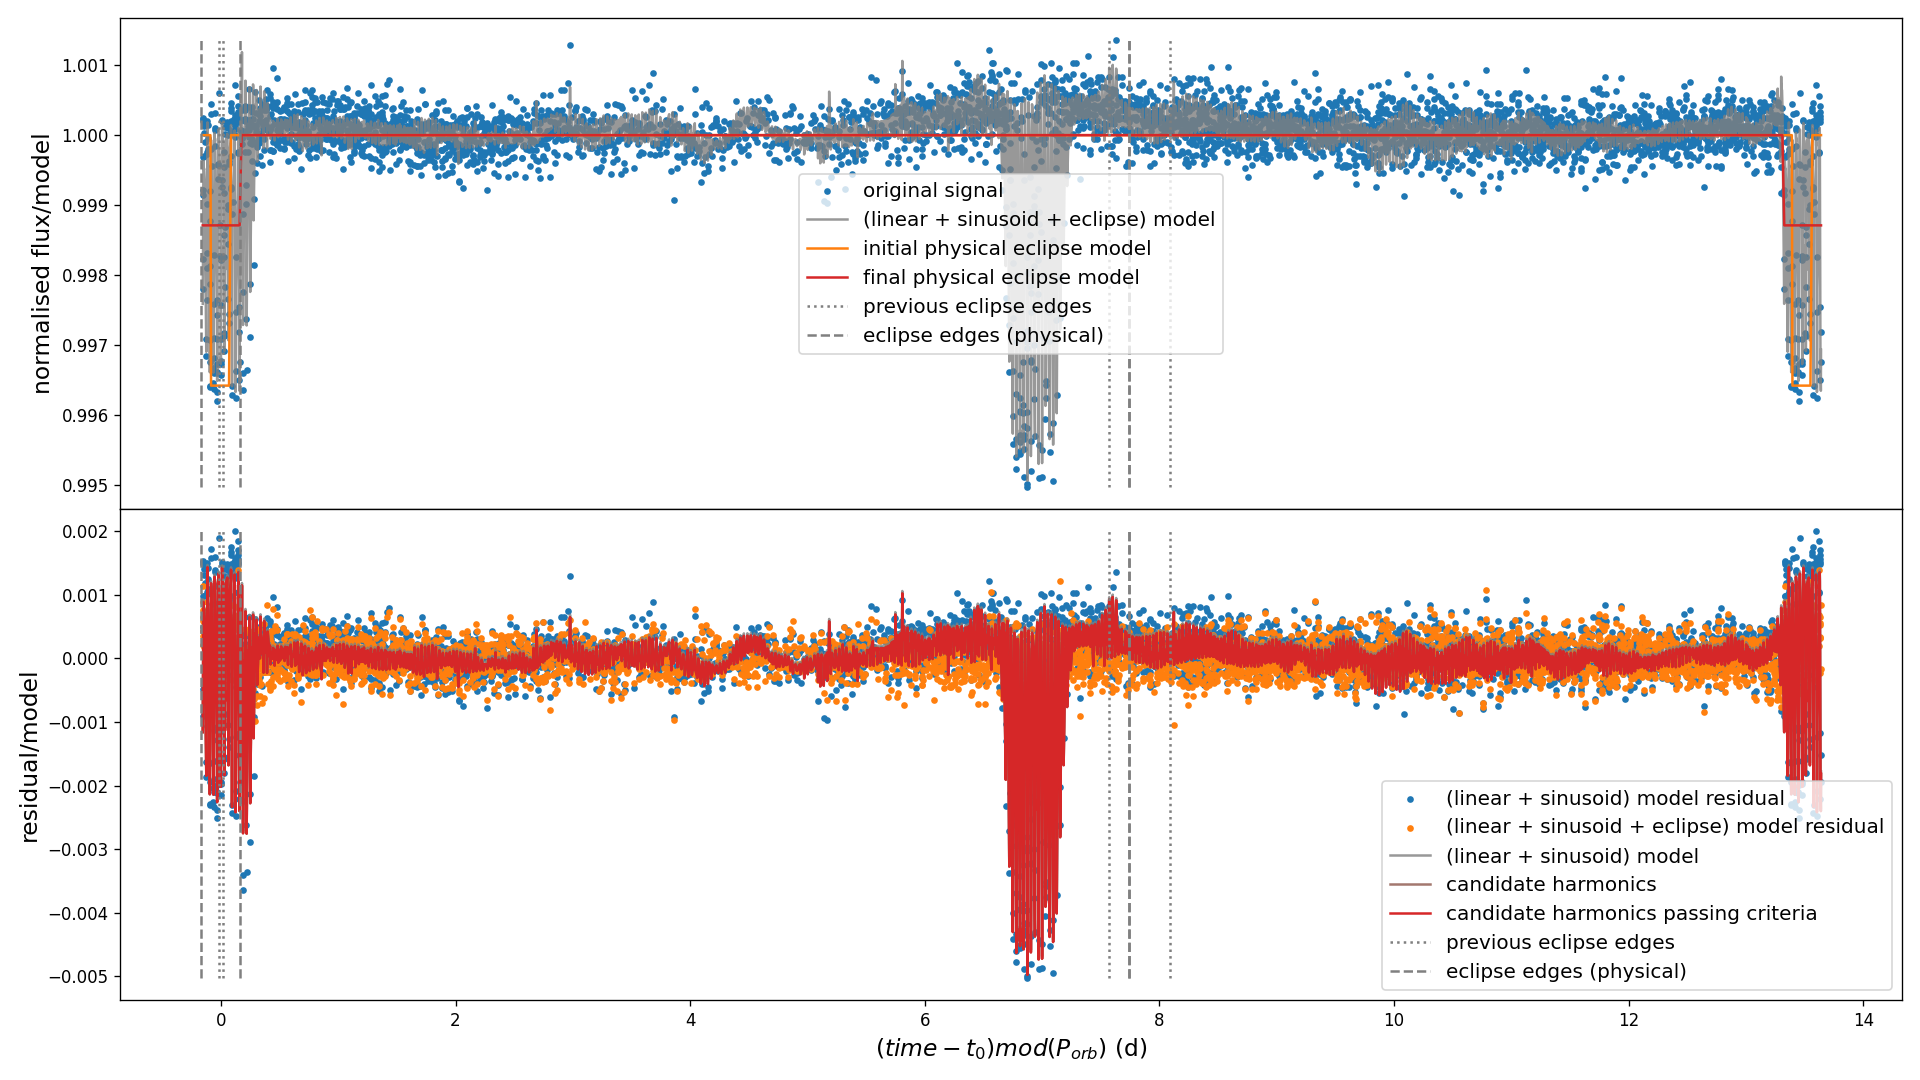 normalised flux/model
1.001
1.000
0.999
0.998
0.997
0.996
0.995
original signal
(linear + sinusoid + eclipse) model
initial physical eclipse model
final physical eclipse model
previous eclipse edges
eclipse edges (physical)
residual/model
0.002
0.001
0.000
−0.001
−0.002
−0.003
−0.004
−0.005
(linear + sinusoid) model residual
(linear + sinusoid + eclipse) model residual
(linear + sinusoid) model
candidate harmonics
candidate harmonics passing criteria
previous eclipse edges
eclipse edges (physical)
0 2 4 6 8 10 12 14
(time − t₀)mod(Pₒᵣb) (d)